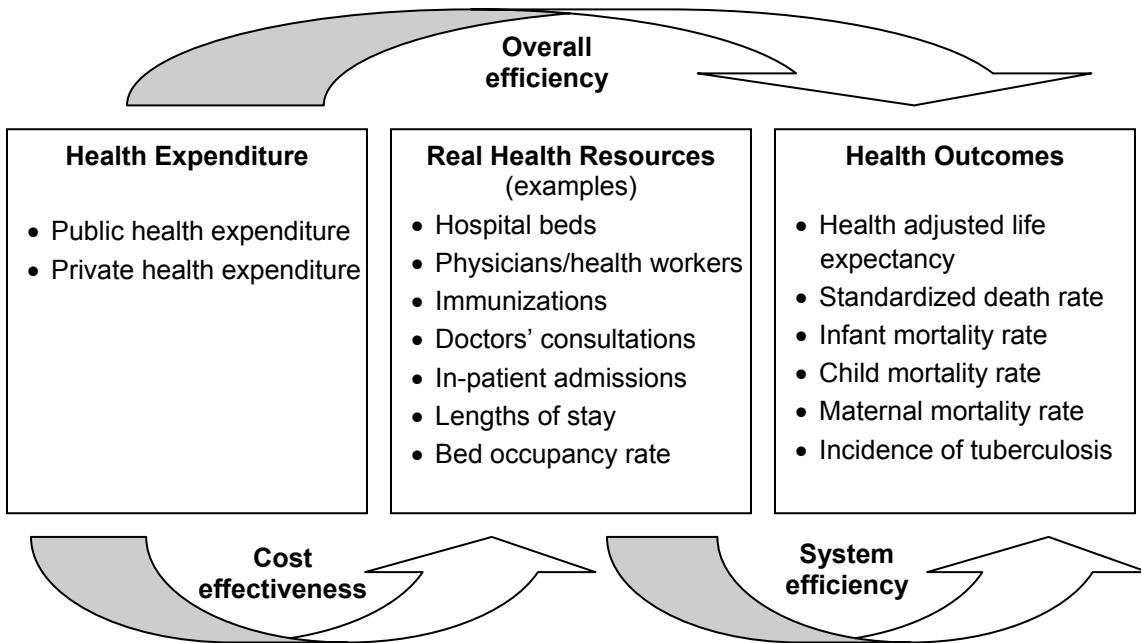 Overall
efficiency
Health Expenditure
• Public health expenditure
• Private health expenditure
Real Health Resources
(examples)
• Hospital beds
• Physicians/health workers
• Immunizations
• Doctors’ consultations
• In-patient admissions
• Lengths of stay
• Bed occupancy rate
Health Outcomes
• Health adjusted life
expectancy
• Standardized death rate
• Infant mortality rate
• Child mortality rate
• Maternal mortality rate
• Incidence of tuberculosis
Cost
effectiveness
System
efficiency